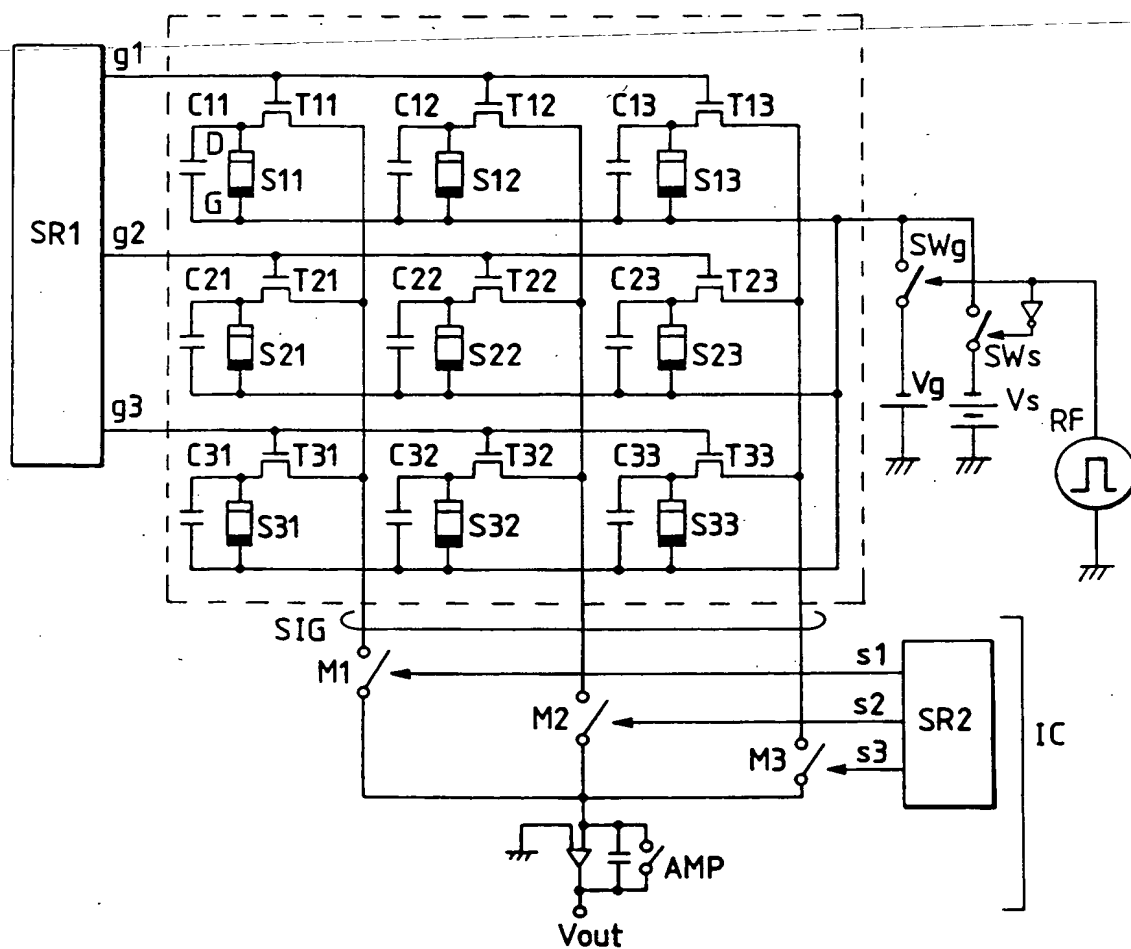 g1
C11 T11 C12 T12 C13 T13
D
S11 S12 S13
G
SR1
g2
SWg
C21 T21 C22 T22 C23 T23
S21 S22 S23
SWs
Vg Vs
g3
RF
C31 T31 C32 T32 C33 T33
S31 S32 S33
SIG
M1
s1
M2
s2
SR2
IC
M3
s3
AMP
Vout